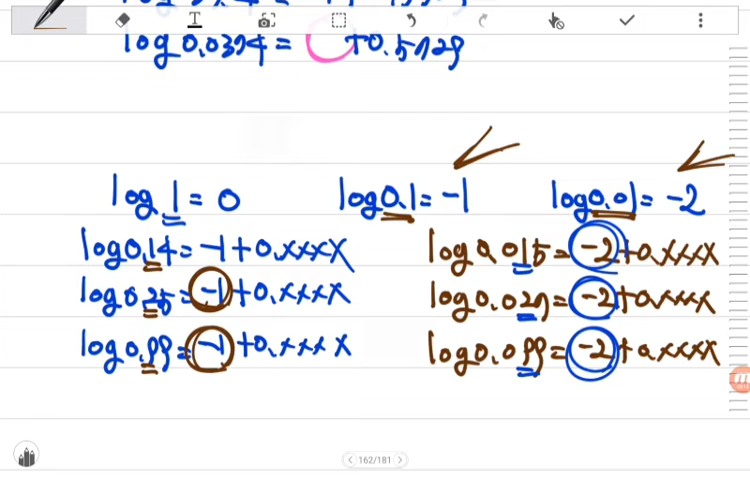 log 0.0374 = +0.5729
log 1 = 0 log 0.1 = -1 log 0.01 = -2
log 0.14 = -1 + 0.xxxx log 0.015 = -2 + 0.xxxx
log 0.25 = -1 + 0.xxxx log 0.029 = -2 + 0.xxxx
log 0.99 = -1 + 0.xxxx log 0.099 = -2 + 0.xxxx
162/181